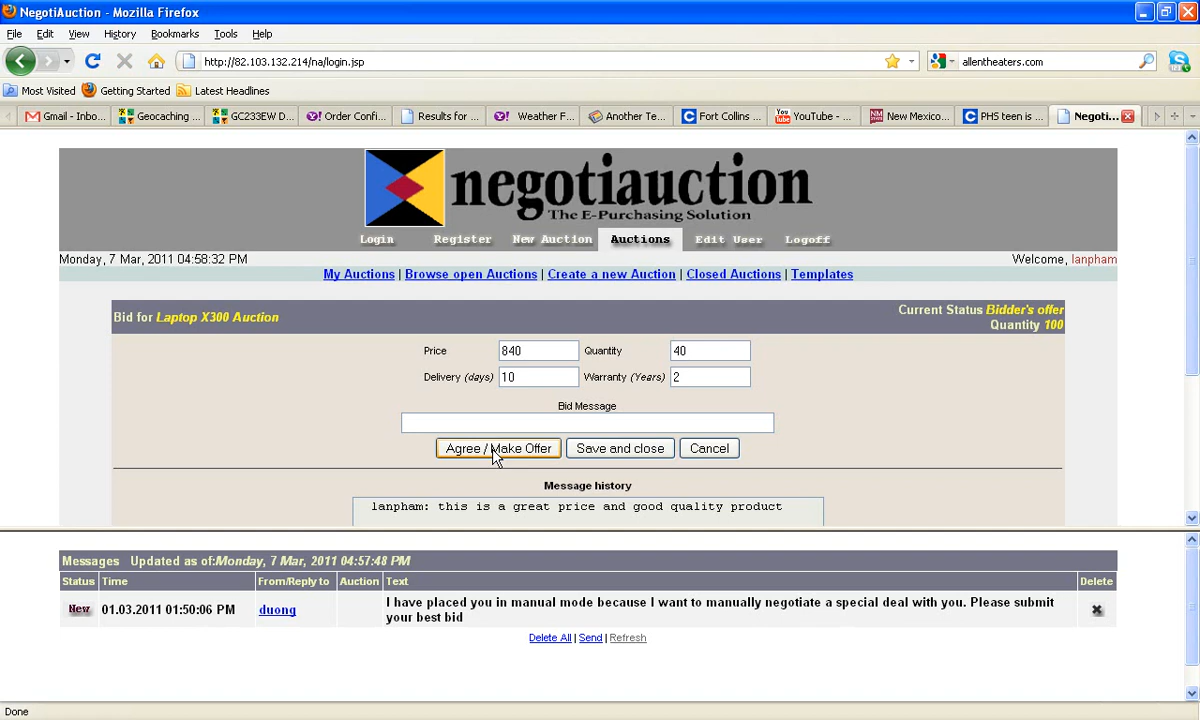 NegotiAuction - Mozilla Firefox
File Edit View History Bookmarks Tools Help
http://82.103.132.214/na/login.jsp allentheaters.com
Most Visited Getting Started Latest Headlines
Gmail - Inbo... Geocaching ... GC233EW D... Order Confi... Results for ... Weather F... Another Te... Fort Collins ... YouTube - ... New Mexico... PHS teen is ... Negoti...
negotiauction
The E-Purchasing Solution
Login Register New Auction Auctions Edit User Logoff
Monday, 7 Mar, 2011 04:58:32 PM Welcome, lanpham
My Auctions | Browse open Auctions | Create a new Auction | Closed Auctions | Templates
Bid for Laptop X300 Auction Current Status Bidder's offer
Quantity 100
Price 840 Quantity 40
Delivery (days) 10 Warranty (Years) 2
Bid Message
Agree / Make Offer Save and close Cancel
Message history
lanpham: this is a great price and good quality product
Messages Updated as of:Monday, 7 Mar, 2011 04:57:48 PM
Status Time From/Reply to Auction Text Delete
New 01.03.2011 01:50:06 PM duong I have placed you in manual mode because I want to manually negotiate a special deal with you. Please submit
your best bid
Delete All | Send | Refresh
Done